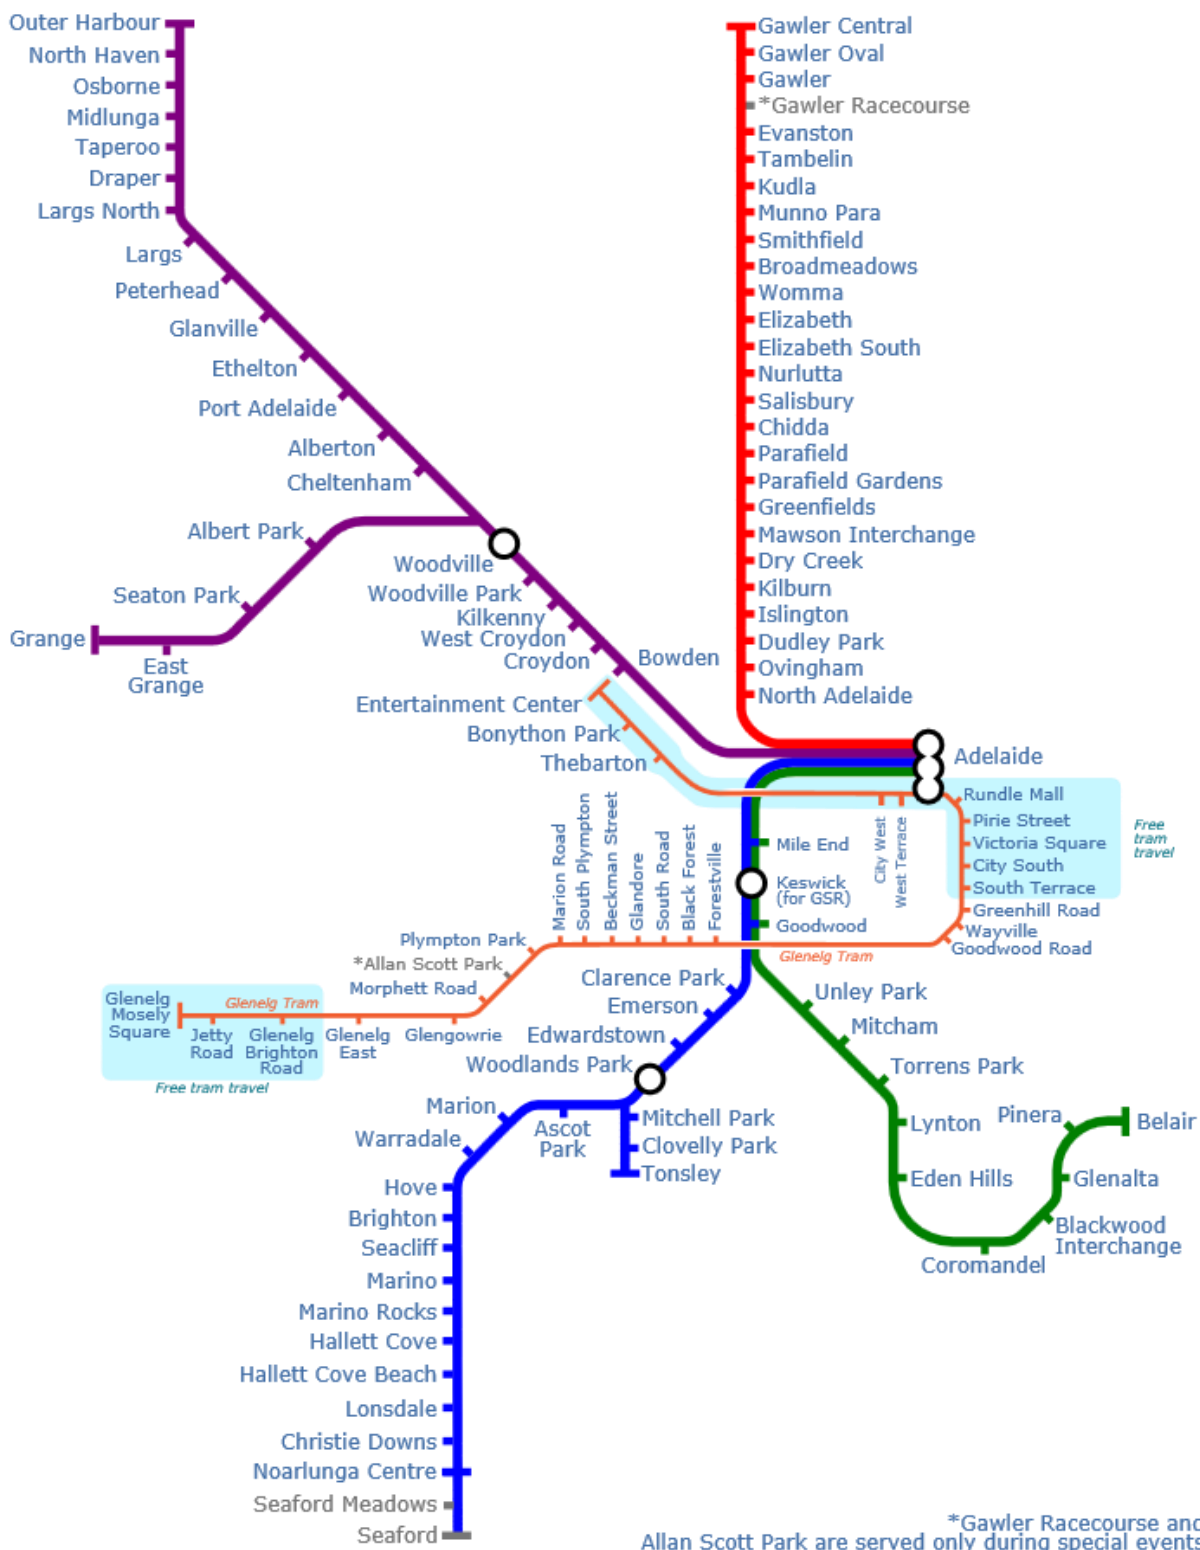 Outer Harbour
North Haven
Osborne
Midlunga
Taperoo
Draper
Largs North
Largs
Peterhead
Glanville
Ethelton
Port Adelaide
Alberton
Cheltenham
Albert Park
Seaton Park
Grange
East
Grange
Woodville
Woodville Park
Kilkenny
West Croydon
Croydon
Bowden
Gawler Central
Gawler Oval
Gawler
*Gawler Racecourse
Evanston
Tambelin
Kudla
Munno Para
Smithfield
Broadmeadows
Womma
Elizabeth
Elizabeth South
Nurlutta
Salisbury
Chidda
Parafield
Parafield Gardens
Greenfields
Mawson Interchange
Dry Creek
Kilburn
Islington
Dudley Park
Ovingham
North Adelaide
Adelaide
Entertainment Center
Bonython Park
Thebarton
City West
West Terrace
Rundle Mall
Pirie Street
Victoria Square
City South
South Terrace
Free
tram
travel
Greenhill Road
Wayville
Goodwood Road
Glenelg Tram
Mile End
Keswick
(for GSR)
Goodwood
Marion Road
South Plympton
Beckman Street
Glandore
South Road
Black Forest
Forestville
Plympton Park
*Allan Scott Park
Morphett Road
Glenelg
Mosely
Square
Glenelg Tram
Jetty
Road
Glenelg
Brighton
Road
Glenelg
East
Glengowrie
Free tram travel
Clarence Park
Emerson
Edwardstown
Woodlands Park
Mitchell Park
Clovelly Park
Tonsley
Ascot
Park
Marion
Warradale
Hove
Brighton
Seacliff
Marino
Marino Rocks
Hallett Cove
Hallett Cove Beach
Lonsdale
Christie Downs
Noarlunga Centre
Seaford Meadows
Seaford
Unley Park
Mitcham
Torrens Park
Lynton
Eden Hills
Coromandel
Blackwood
Interchange
Glenalta
Pinera
Belair
*Gawler Racecourse and
Allan Scott Park are served only during special events